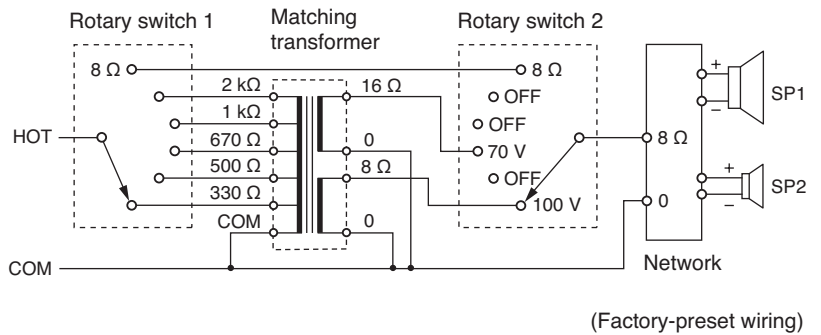 Rotary switch 1
Matching
transformer
Rotary switch 2
8 Ω
8 Ω
2 kΩ
16 Ω
OFF
+
SP1
–
1 kΩ
OFF
HOT
670 Ω
0
70 V
8 Ω
500 Ω
8 Ω
OFF
+
SP2
–
330 Ω
100 V
0
COM
0
COM
Network
(Factory-preset wiring)